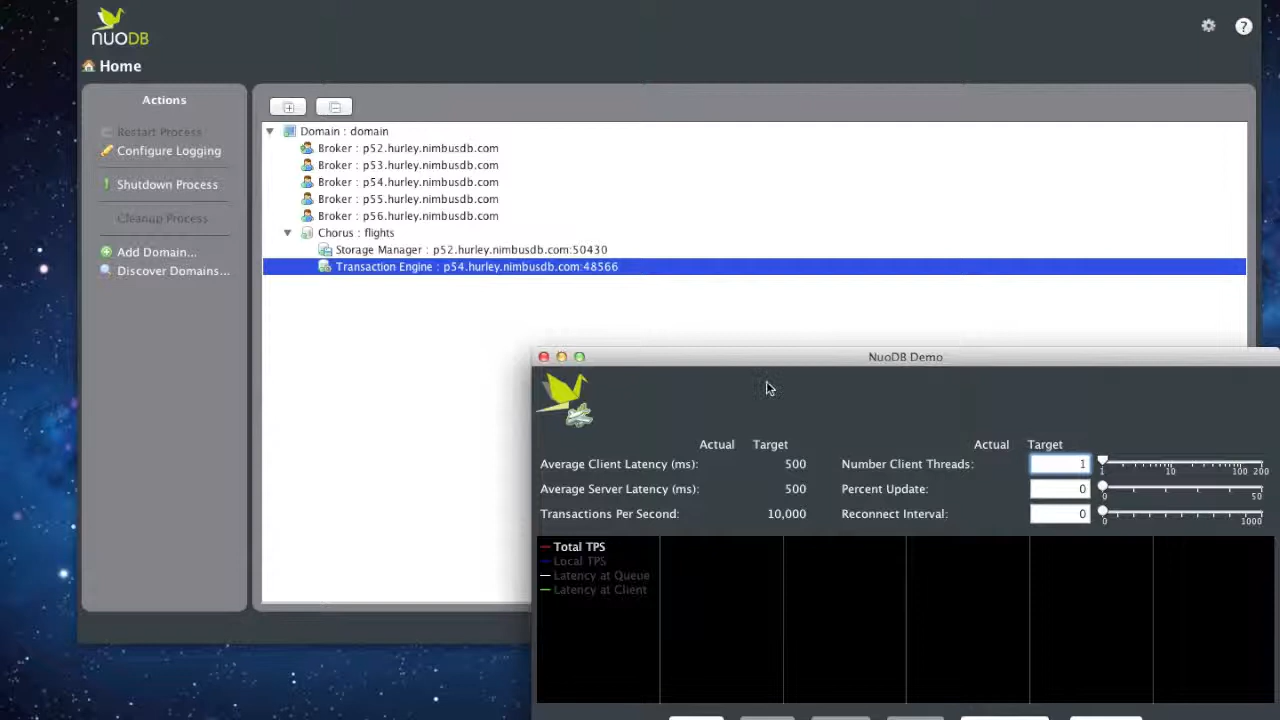 NUODB
?
Home
Actions
Restart Process
Configure Logging
Shutdown Process
Cleanup Process
Add Domain...
Discover Domains...
Domain : domain
Broker : p52.hurley.nimbusdb.com
Broker : p53.hurley.nimbusdb.com
Broker : p54.hurley.nimbusdb.com
Broker : p55.hurley.nimbusdb.com
Broker : p56.hurley.nimbusdb.com
Chorus : flights
Storage Manager : p52.hurley.nimbusdb.com:50430
Transaction Engine : p54.hurley.nimbusdb.com:48566
NuoDB Demo
Actual Target Actual Target
Average Client Latency (ms): 500 Number Client Threads: 1
1 10 100 200
Average Server Latency (ms): 500 Percent Update: 0
0 50
Transactions Per Second: 10,000 Reconnect Interval: 0
0 1000
Total TPS
Local TPS
Latency at Queue
Latency at Client